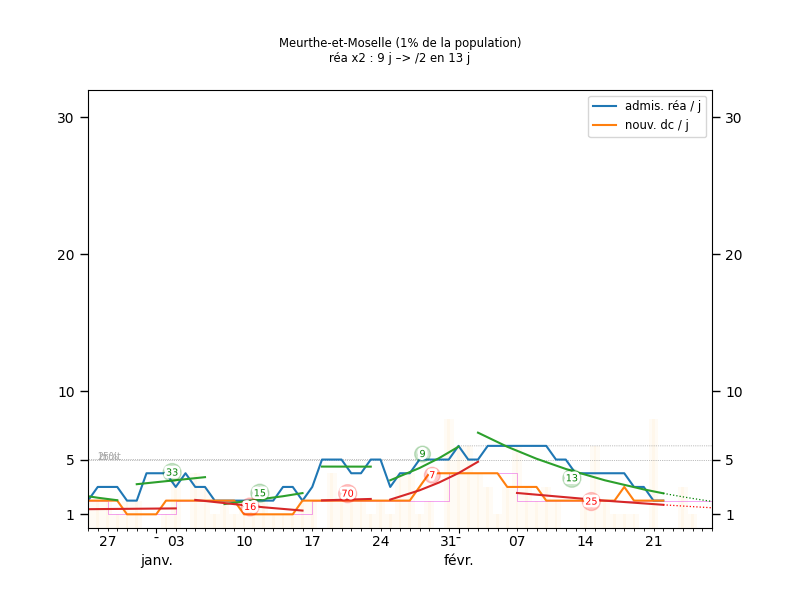 Meurthe-et-Moselle (1% de la population)
réa x2 : 9 j –> /2 en 13 j
admis. réa / j
nouv. dc / j
30 30
20 20
10 10
5 5
1 1
33 15 16 70 9 7 13 25
27 03 10 17 24 31 07 14 21
janv. févr.